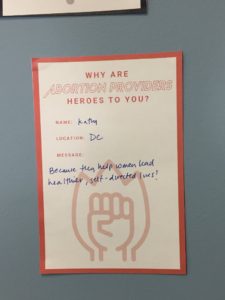 WHY ARE
ABORTION PROVIDERS
HEROES TO YOU?
NAME: Kathy
LOCATION: DC
MESSAGE:
Because they help women lead
healthier, self-directed lives!